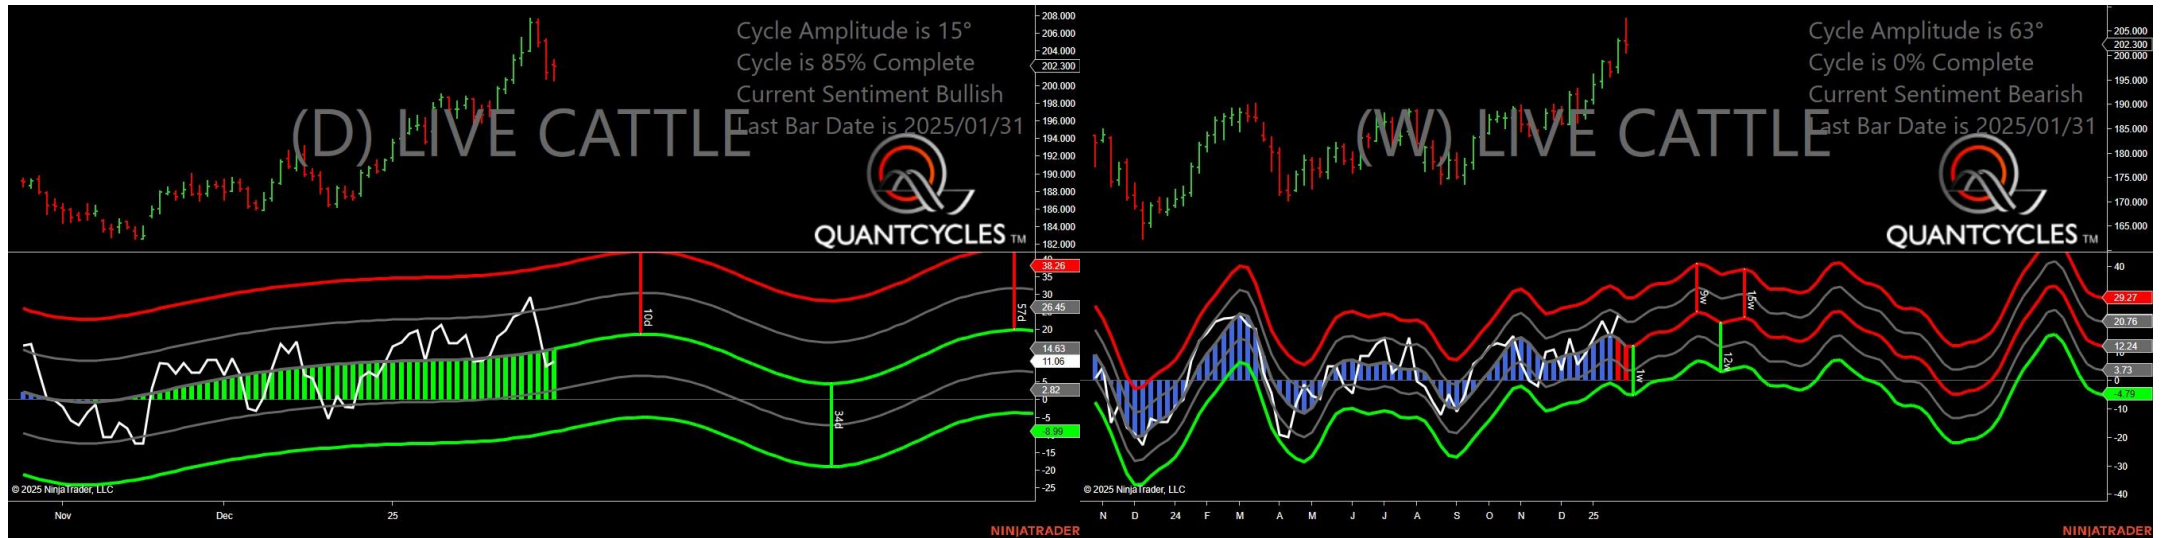 Cycle Amplitude is 15°
Cycle is 85% Complete
Current Sentiment Bullish
Last Bar Date is 2025/01/31
(D) LIVE CATTLE
QUANTCYCLES TM
208.000
206.000
204.000
202.300
200.000
198.000
196.000
194.000
192.000
190.000
188.000
186.000
184.000
182.000
38.26
35
30
26.45
20
14.63
11.06
5
2.82
0
-5
-8.99
-15
-20
-25
10d
34d
57d
© 2025 NinjaTrader, LLC
Nov
Dec
25
NINJATRADER
Cycle Amplitude is 63°
Cycle is 0% Complete
Current Sentiment Bearish
Last Bar Date is 2025/01/31
(W) LIVE CATTLE
QUANTCYCLES TM
205.000
202.300
200.000
195.000
190.000
185.000
180.000
175.000
170.000
165.000
40
29.27
20.76
12.24
10
3.73
0
-4.79
-10
-20
-30
-40
1w
9w
12w
15w
© 2025 NinjaTrader, LLC
N D 24 F M A M J J A S O N D 25
NINJATRADER